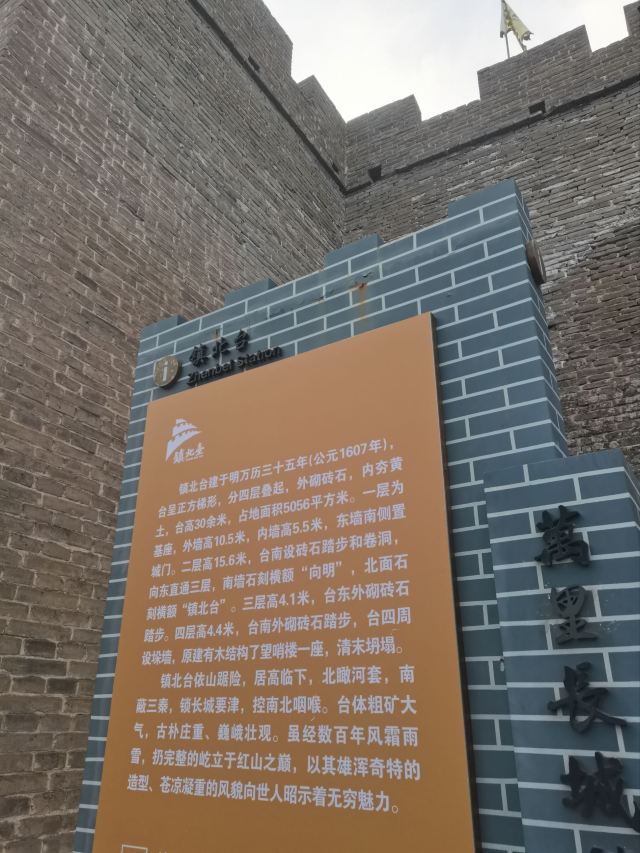 镇北台
Zhenbei Station
镇北臺
镇北台建于明万历三十五年(公元1607年)，
台呈正方梯形，分四层叠起，外砌砖石，内夯黄
土，台高30余米，占地面积5056平方米。一层为
基座，外墙高10.5米，内墙高5.5米，东墙南侧置
城门。二层高15.6米，台南设砖石踏步和卷洞，
向东直通三层，南墙石刻横额“向明”，北面石
刻横额“镇北台”。三层高4.1米，台东外砌砖石
踏步。四层高4.4米，台南外砌砖石踏步，台四周
设垛墙，原建有木结构了望哨楼一座，清末坍塌。
镇北台依山踞险，居高临下，北瞰河套，南
蔽三秦，锁长城要津，控南北咽喉。台体粗矿大
气，古朴庄重、巍峨壮观。虽经数百年风霜雨
雪，扔完整的屹立于红山之巅，以其雄浑奇特的
造型、苍凉凝重的风貌向世人昭示着无穷魅力。
萬里长城